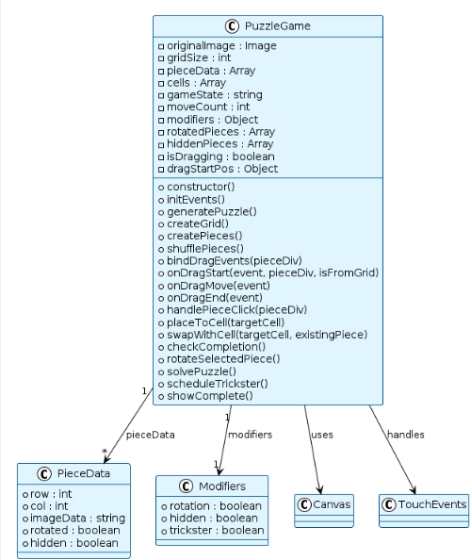 C PuzzleGame
originalImage : Image
gridSize : int
pieceData : Array
cells : Array
gameState : string
moveCount : int
modifiers : Object
rotatedPieces : Array
hiddenPieces : Array
isDragging : boolean
dragStartPos : Object
constructor()
initEvents()
generatePuzzle()
createGrid()
createPieces()
shufflePieces()
bindDragEvents(pieceDiv)
onDragStart(event, pieceDiv, isFromGrid)
onDragMove(event)
onDragEnd(event)
handlePieceClick(pieceDiv)
placeToCell(targetCell)
swapWithCell(targetCell, existingPiece)
checkCompletion()
rotateSelectedPiece()
solvePuzzle()
scheduleTrickster()
showComplete()
1
1
pieceData
modifiers
uses
handles
*
1
C PieceData
row : int
col : int
imageData : string
rotated : boolean
hidden : boolean
C Modifiers
rotation : boolean
hidden : boolean
trickster : boolean
C Canvas
C TouchEvents